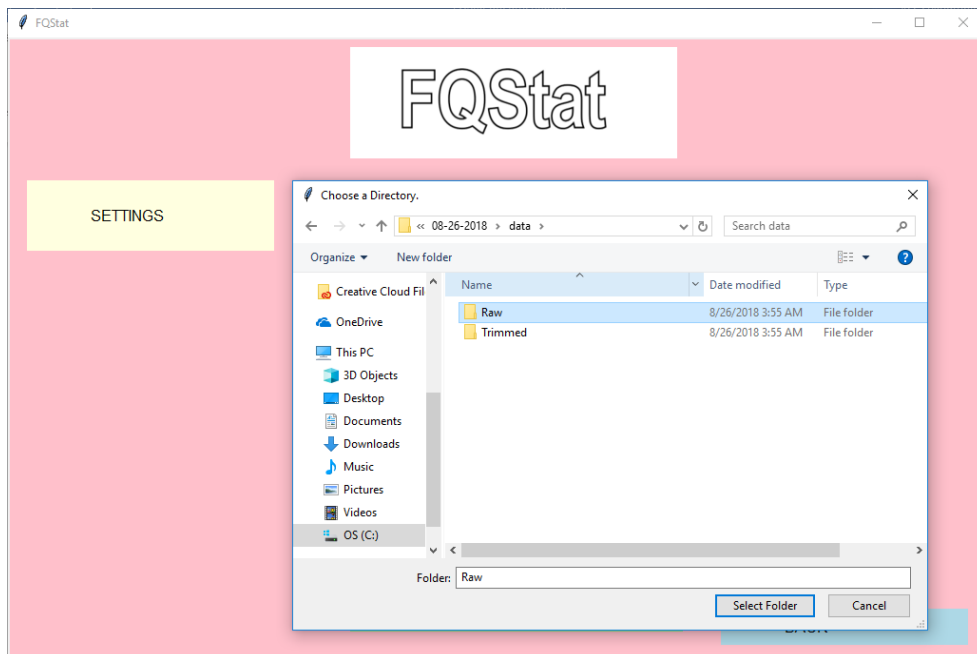 FQStat
FQStat
SETTINGS
Choose a Directory.
« 08-26-2018 › data ›
Search data
Organize
New folder
?
Name
Date modified
Type
Creative Cloud Fil
Raw
8/26/2018 3:55 AM
File folder
Trimmed
8/26/2018 3:55 AM
File folder
OneDrive
This PC
3D Objects
Desktop
Documents
Downloads
Music
Pictures
Videos
OS (C:)
Folder:
Raw
Select Folder
Cancel